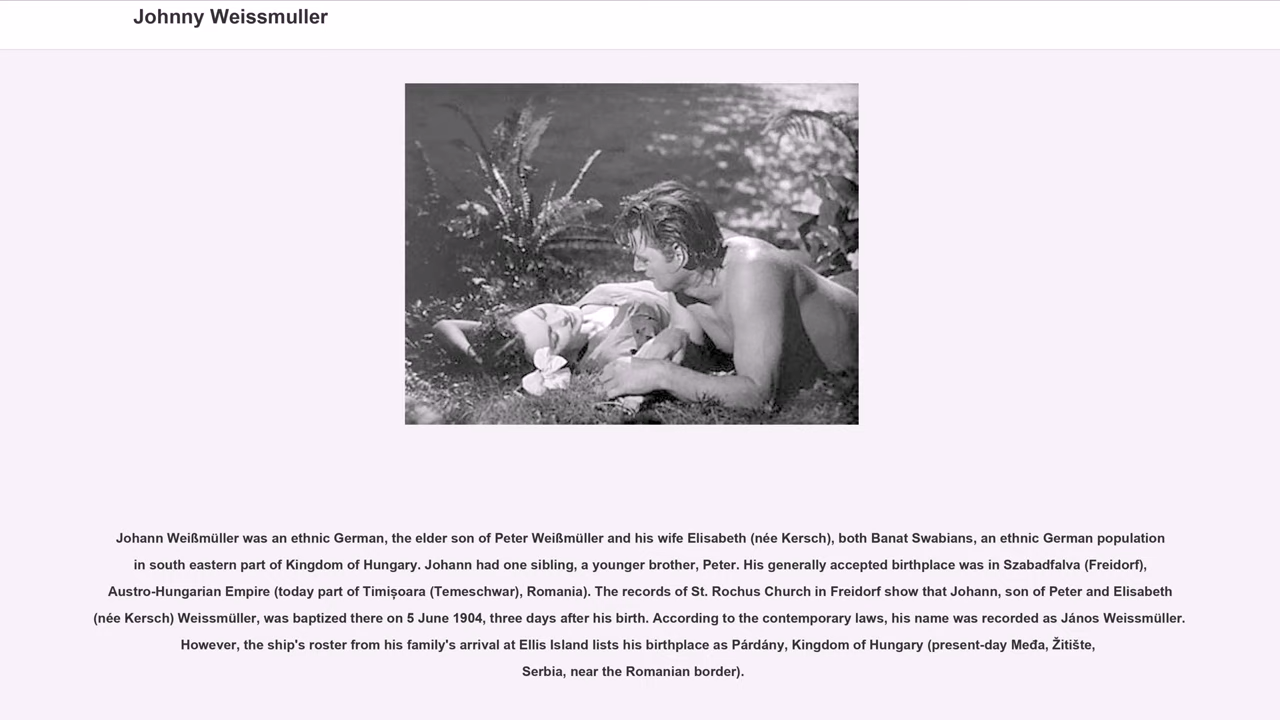 Johnny Weissmuller
Johann Weißmüller was an ethnic German, the elder son of Peter Weißmüller and his wife Elisabeth (née Kersch), both Banat Swabians, an ethnic German population
in south eastern part of Kingdom of Hungary. Johann had one sibling, a younger brother, Peter. His generally accepted birthplace was in Szabadfalva (Freidorf),
Austro-Hungarian Empire (today part of Timișoara (Temeschwar), Romania). The records of St. Rochus Church in Freidorf show that Johann, son of Peter and Elisabeth
(née Kersch) Weissmüller, was baptized there on 5 June 1904, three days after his birth. According to the contemporary laws, his name was recorded as János Weissmüller.
However, the ship's roster from his family's arrival at Ellis Island lists his birthplace as Párdány, Kingdom of Hungary (present-day Međa, Žitište,
Serbia, near the Romanian border).